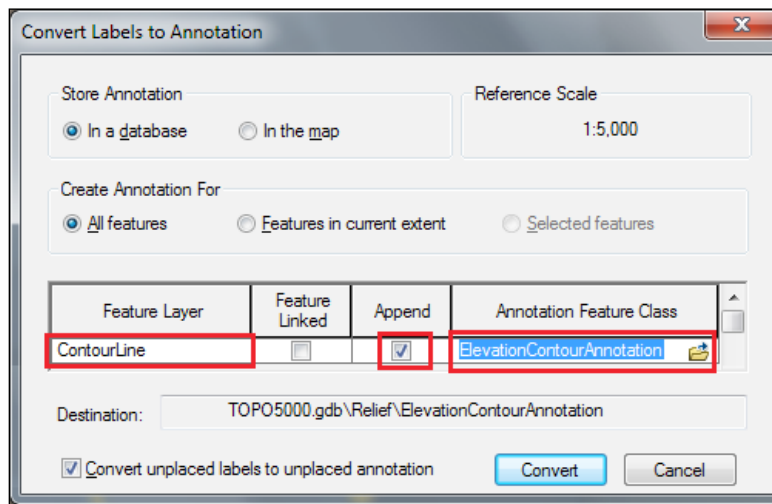 Convert Labels to Annotation
Store Annotation
In a database
In the map
Reference Scale
1:5,000
Create Annotation For
All features
Features in current extent
Selected features
Feature Layer
Feature
Linked
Append
Annotation Feature Class
ContourLine
ElevationContourAnnotation
Destination:
TOPO5000.gdb\Relief\ElevationContourAnnotation
Convert unplaced labels to unplaced annotation
Convert
Cancel